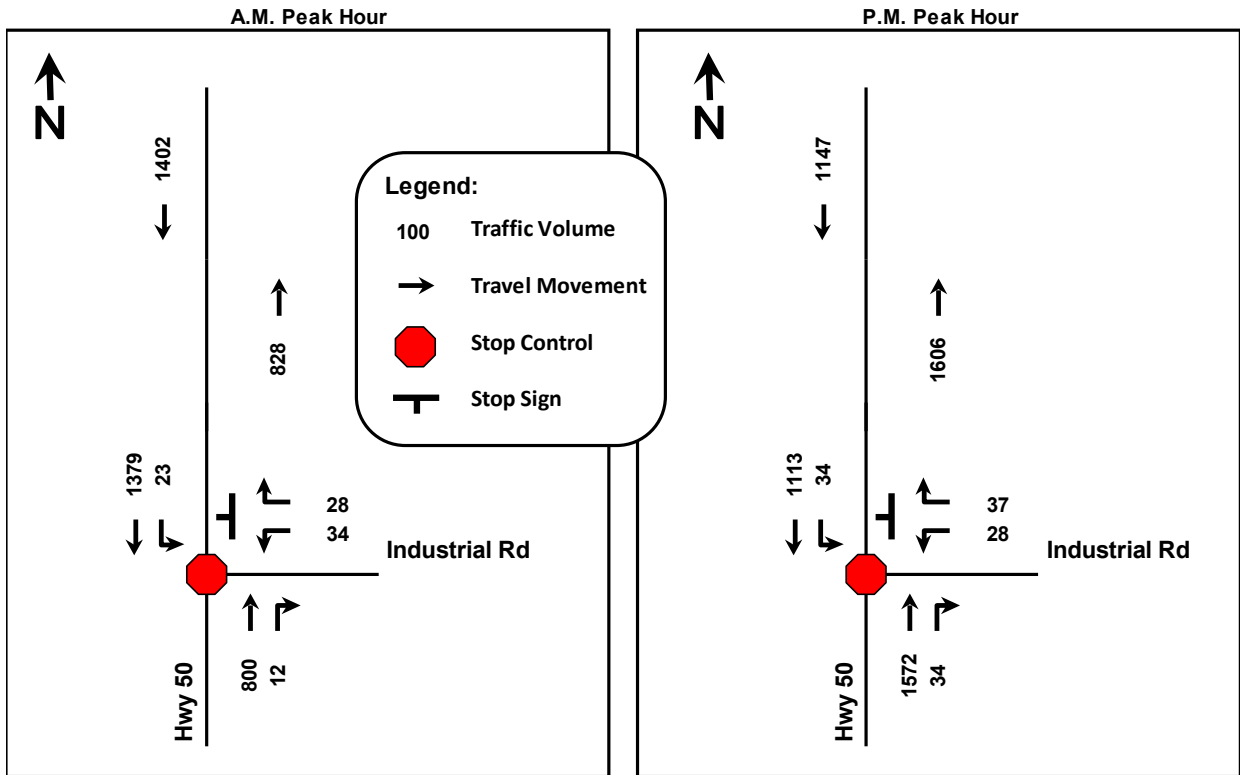 A.M. Peak Hour
N
1402
828
1379
23
28
34
Industrial Rd
800
12
Hwy 50
Legend:
100 Traffic Volume
Travel Movement
Stop Control
Stop Sign
P.M. Peak Hour
N
1147
1606
1113
34
37
28
Industrial Rd
1572
34
Hwy 50